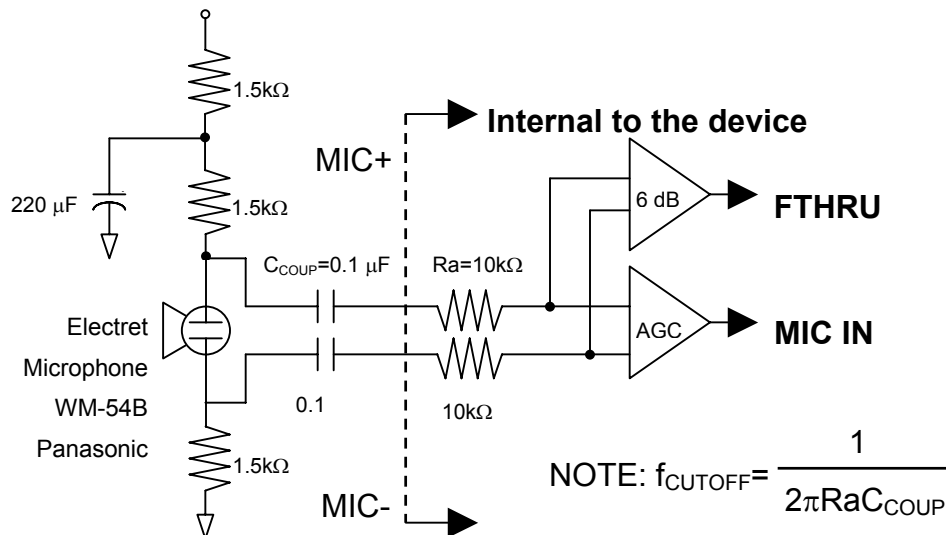 1.5kΩ
Internal to the device
MIC+
220 μF
1.5kΩ
6 dB
FTHRU
C_COUP=0.1 μF
Ra=10kΩ
Electret
Microphone
WM-54B
Panasonic
AGC
MIC IN
0.1
10kΩ
1.5kΩ
MIC-
NOTE: f_CUTOFF= 1
2πRaC_COUP